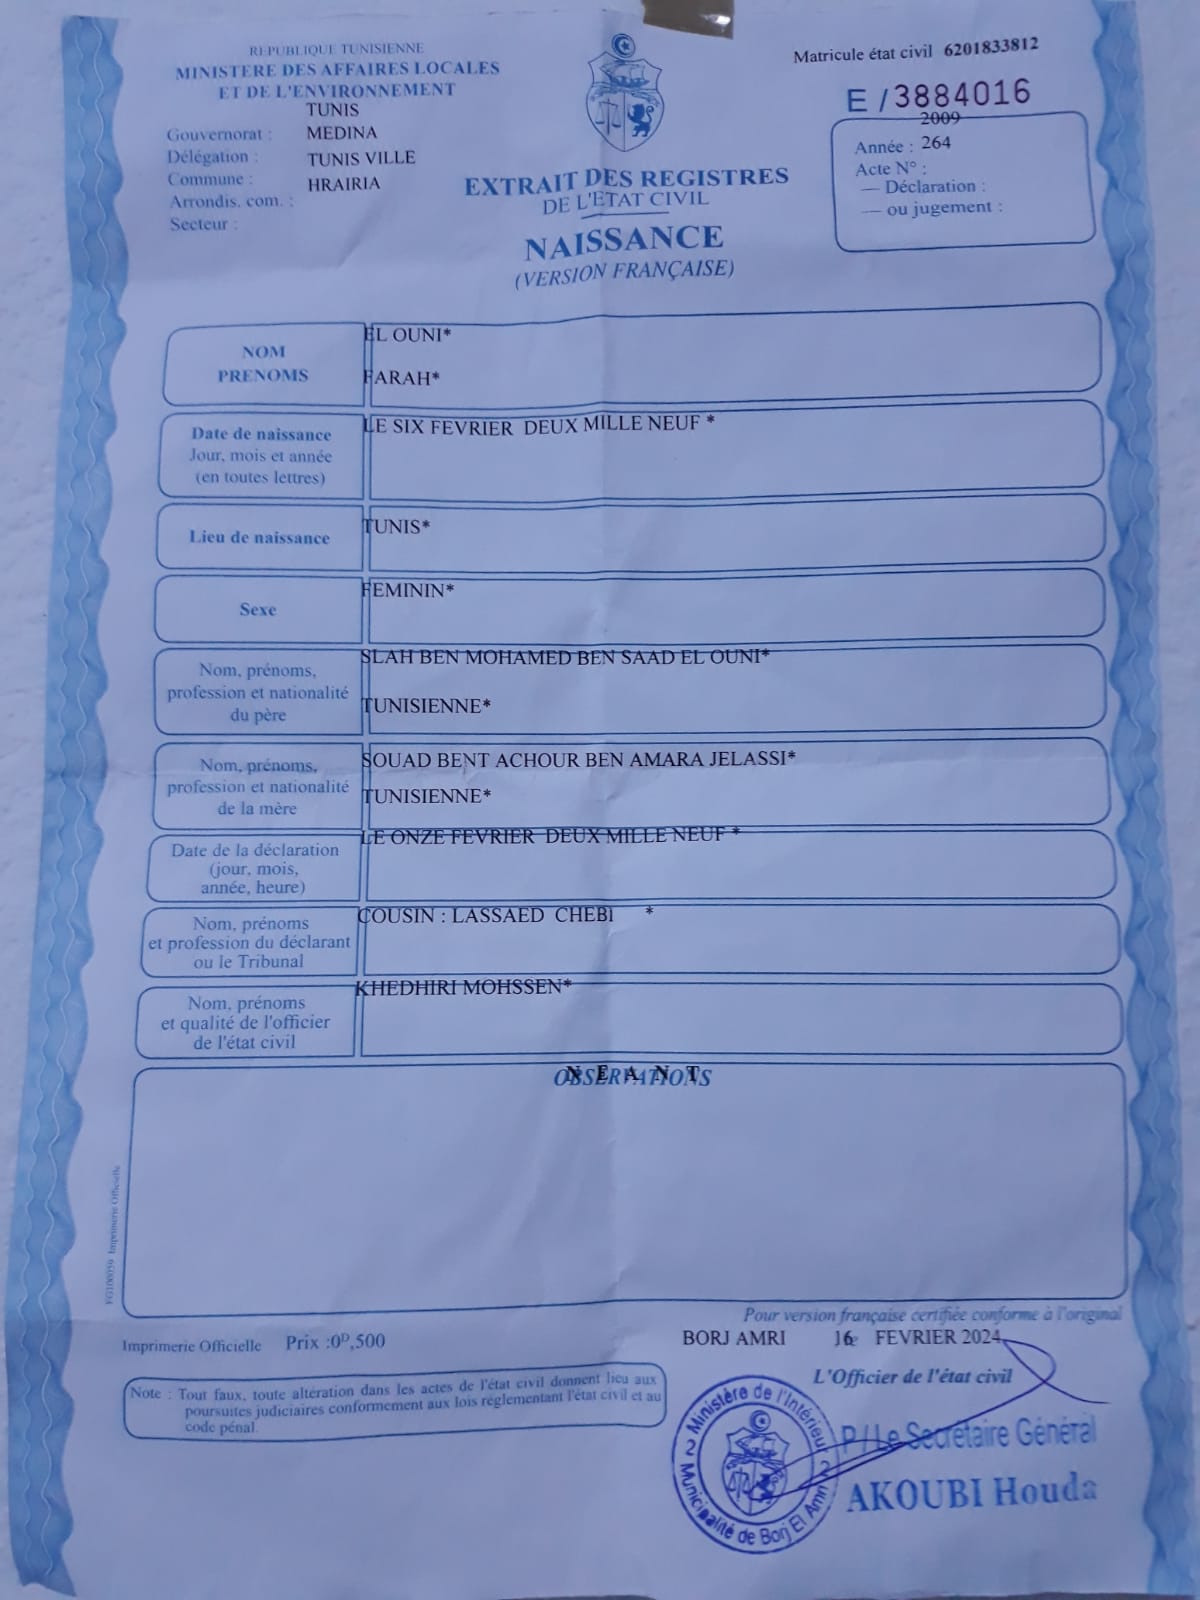 REPUBLIQUE TUNISIENNE
MINISTERE DES AFFAIRES LOCALES
ET DE L'ENVIRONNEMENT
TUNIS
Gouvernorat : MEDINA
Délégation : TUNIS VILLE
Commune : HRAIRIA
Arrondis. com. :
Secteur :
Matricule état civil 6201833812
E / 3884016
2009
Année : 264
Acte N° :
— Déclaration :
— ou jugement :
EXTRAIT DES REGISTRES
DE L'ETAT CIVIL
NAISSANCE
(VERSION FRANÇAISE)
NOM
PRENOMS
EL OUNI*
FARAH*
Date de naissance
Jour, mois et année
(en toutes lettres)
LE SIX FEVRIER DEUX MILLE NEUF *
Lieu de naissance
TUNIS*
Sexe
FEMININ*
Nom, prénoms,
profession et nationalité
du père
SLAH BEN MOHAMED BEN SAAD EL OUNI*
TUNISIENNE*
Nom, prénoms,
profession et nationalité
de la mère
SOUAD BENT ACHOUR BEN AMARA JELASSI*
TUNISIENNE*
Date de la déclaration
(jour, mois,
année, heure)
LE ONZE FEVRIER DEUX MILLE NEUF *
Nom, prénoms
et profession du déclarant
ou le Tribunal
COUSIN : LASSAED CHEBI *
Nom, prénoms
et qualité de l'officier
de l'état civil
KHEDHIRI MOHSSEN*
OBSERVATIONS
N E A N T
FG100059 Imprimerie Officielle
Pour version française certifiée conforme à l'original
Imprimerie Officielle Prix :0ᴰ,500
BORJ AMRI 16 FEVRIER 2024
L'Officier de l'état civil
Note : Tout faux, toute altération dans les actes de l'état civil donnent lieu aux
poursuites judiciaires conformement aux lois réglementant l'état civil et au
code pénal.
P / Le Secrétaire Général
AKOUBI Houda
2 Ministère de l'Intérieur 2
Municipalité de Borj El Amri